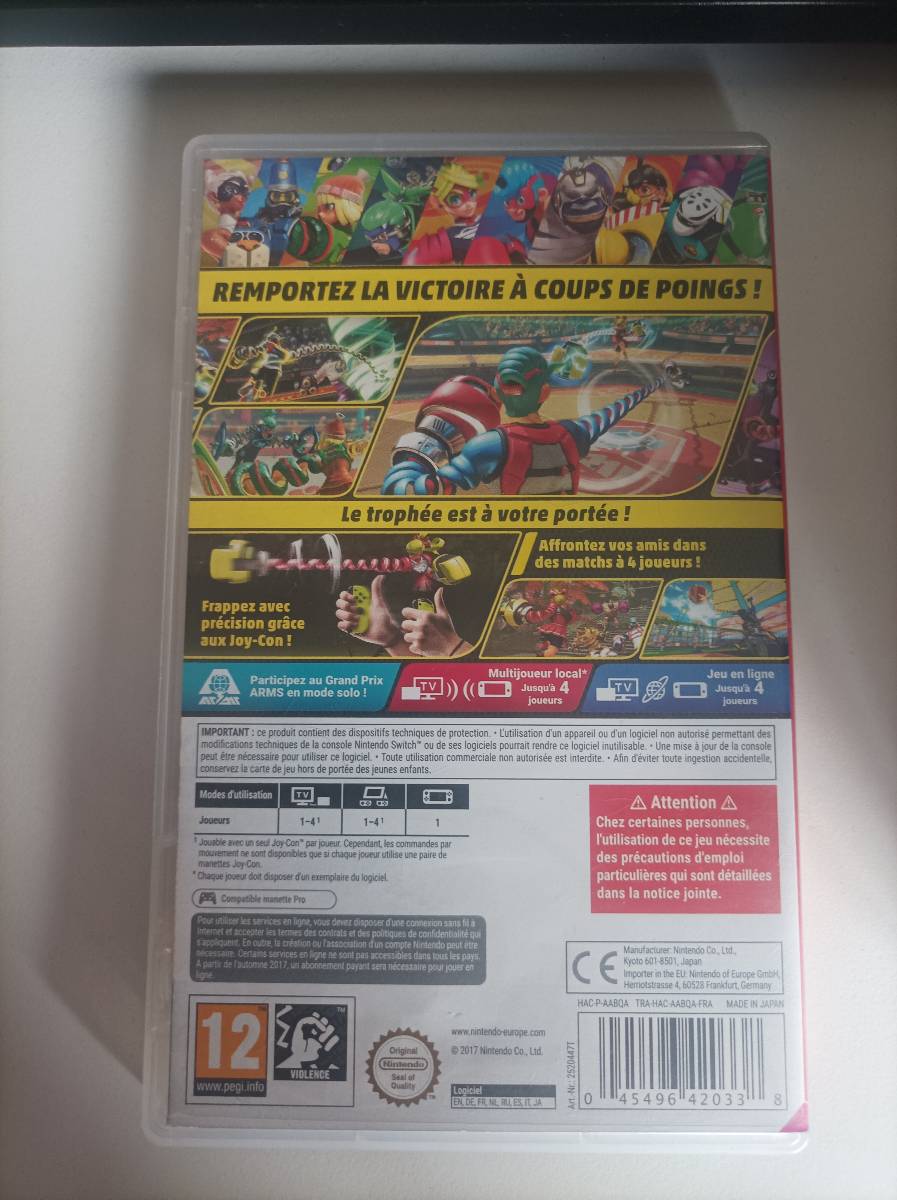 REMPORTEZ LA VICTOIRE À COUPS DE POINGS !
Le trophée est à votre portée !
Frappez avec
précision grâce
aux Joy-Con !
Affrontez vos amis dans
des matchs à 4 joueurs !
Participez au Grand Prix
ARMS en mode solo !
TV
Multijoueur local*
Jusqu'à 4
joueurs
TV
Jeu en ligne
Jusqu'à 4
joueurs
IMPORTANT : ce produit contient des dispositifs techniques de protection. • L'utilisation d'un appareil ou d'un logiciel non autorisé permettant des
modifications techniques de la console Nintendo Switch™ ou de ses logiciels pourrait rendre ce logiciel inutilisable. • Une mise à jour de la console
peut être nécessaire pour utiliser ce logiciel. • Toute utilisation commerciale non autorisée est interdite. • Afin d'éviter toute ingestion accidentelle,
conservez la carte de jeu hors de portée des jeunes enfants.
Modes d'utilisation TV
Joueurs 1-4¹ 1-4¹ 1
¹ Jouable avec un seul Joy-Con™ par joueur. Cependant, les commandes par
mouvement ne sont disponibles que si chaque joueur utilise une paire de
manettes Joy-Con.
* Chaque joueur doit disposer d'un exemplaire du logiciel.
Compatible manette Pro
Pour utiliser les services en ligne, vous devez disposer d'une connexion sans fil à
Internet et accepter les termes des contrats et des politiques de confidentialité qui
s'appliquent. En outre, la création ou l'association d'un compte Nintendo peut être
nécessaire. Certains services en ligne ne sont pas accessibles dans tous les pays.
A partir de l'automne 2017, un abonnement payant sera nécessaire pour jouer en
ligne.
Attention
Chez certaines personnes,
l'utilisation de ce jeu nécessite
des précautions d'emploi
particulières qui sont détaillées
dans la notice jointe.
CE
Manufacturer: Nintendo Co., Ltd.,
Kyoto 601-8501, Japan
Importer in the EU: Nintendo of Europe GmbH,
Herriotstrasse 4, 60528 Frankfurt, Germany
HAC-P-AABQA TRA-HAC-AABQA-FRA MADE IN JAPAN
12
www.pegi.info
VIOLENCE
™
Original
Nintendo
Seal of
Quality
™
www.nintendo-europe.com
© 2017 Nintendo Co., Ltd.
Logiciel
EN, DE, FR, NL, RU, ES, IT, JA
Art.-Nr.: 2520447T
0 45496 42033 8